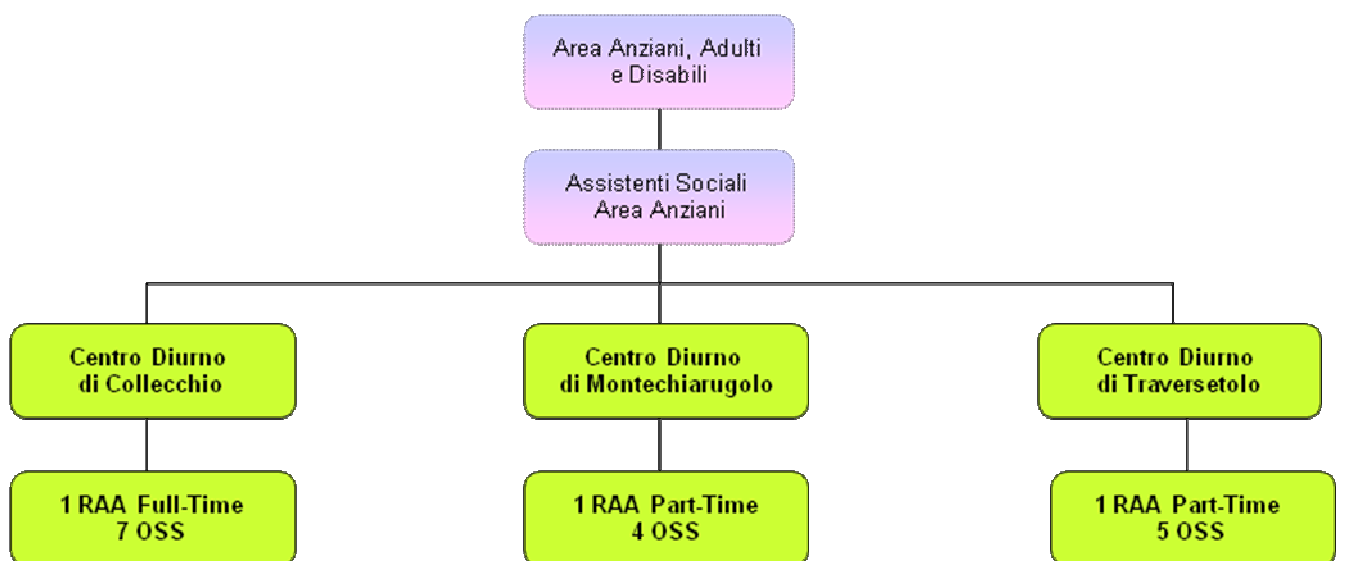 Area Anziani, Adulti
e Disabili
Assistenti Sociali
Area Anziani
Centro Diurno
di Collecchio
Centro Diurno
di Montechiarugolo
Centro Diurno
di Traversetolo
1 RAA Full-Time
7 OSS
1 RAA Part-Time
4 OSS
1 RAA Part-Time
5 OSS